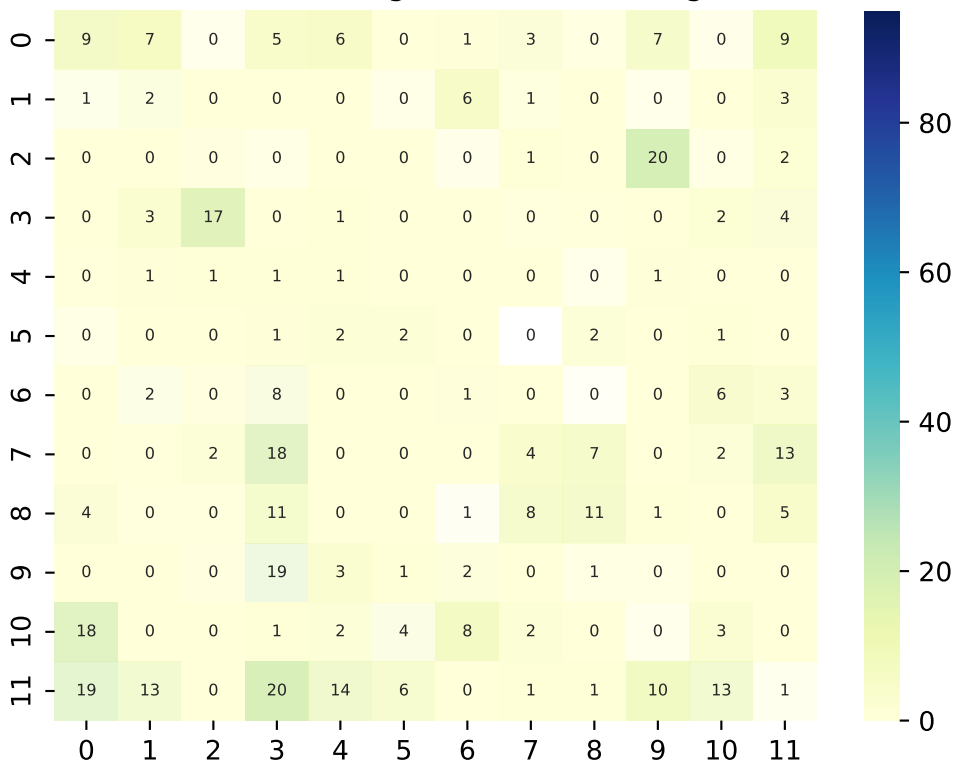 0 9 7 0 5 6 0 1 3 0 7 0 9
1 1 2 0 0 0 0 6 1 0 0 0 3
80
2 0 0 0 0 0 0 0 1 0 20 0 2
3 0 3 17 0 1 0 0 0 0 0 2 4
60
4 0 1 1 1 1 0 0 0 0 1 0 0
5 0 0 0 1 2 2 0 0 2 0 1 0
6 0 2 0 8 0 0 1 0 0 0 6 3
40
7 0 0 2 18 0 0 0 4 7 0 2 13
8 4 0 0 11 0 0 1 8 11 1 0 5
9 0 0 0 19 3 1 2 0 1 0 0 0
20
10 18 0 0 1 2 4 8 2 0 0 3 0
11 19 13 0 20 14 6 0 1 1 10 13 1
0
0 1 2 3 4 5 6 7 8 9 10 11